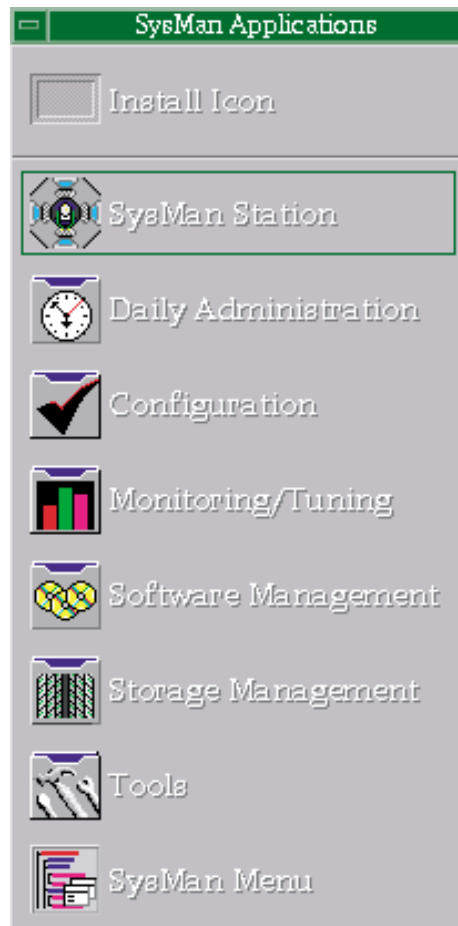 SysMan Applications
Install Icon
SysMan Station
Daily Administration
Configuration
Monitoring/Tuning
Software Management
Storage Management
Tools
SysMan Menu